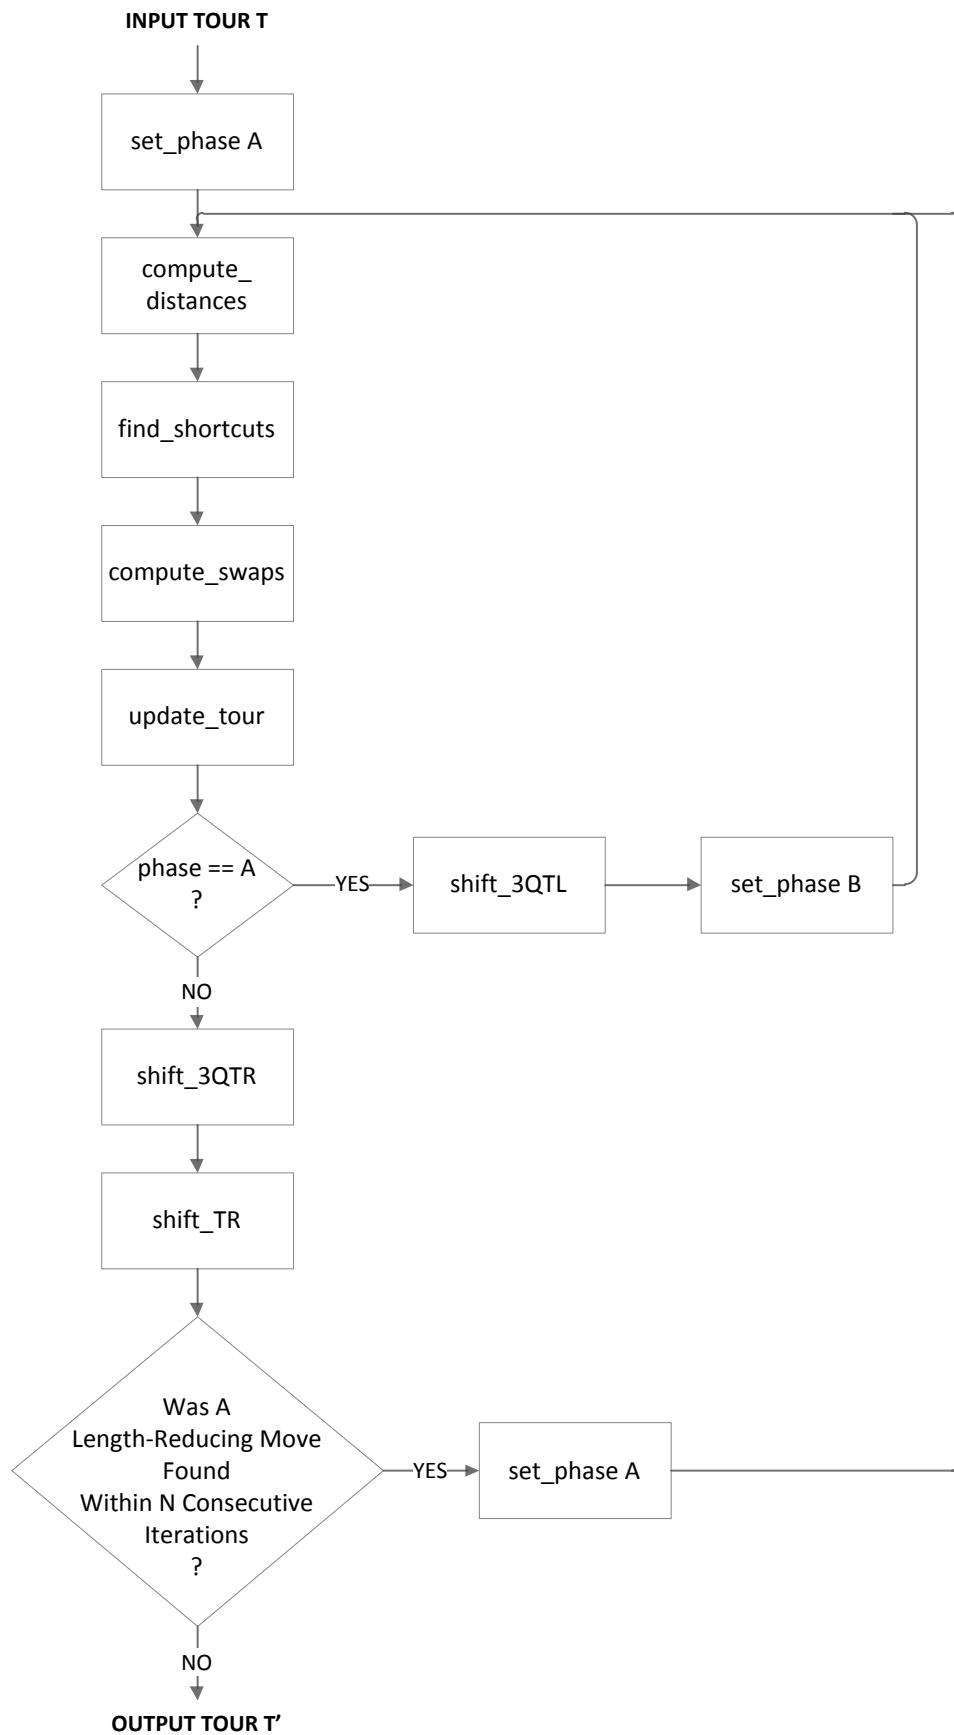 INPUT TOUR T
set_phase A
compute_
distances
find_shortcuts
compute_swaps
update_tour
phase == A
?
YES
shift_3QTL
set_phase B
NO
shift_3QTR
shift_TR
Was A
Length-Reducing Move
Found
Within N Consecutive
Iterations
?
YES
set_phase A
NO
OUTPUT TOUR T'